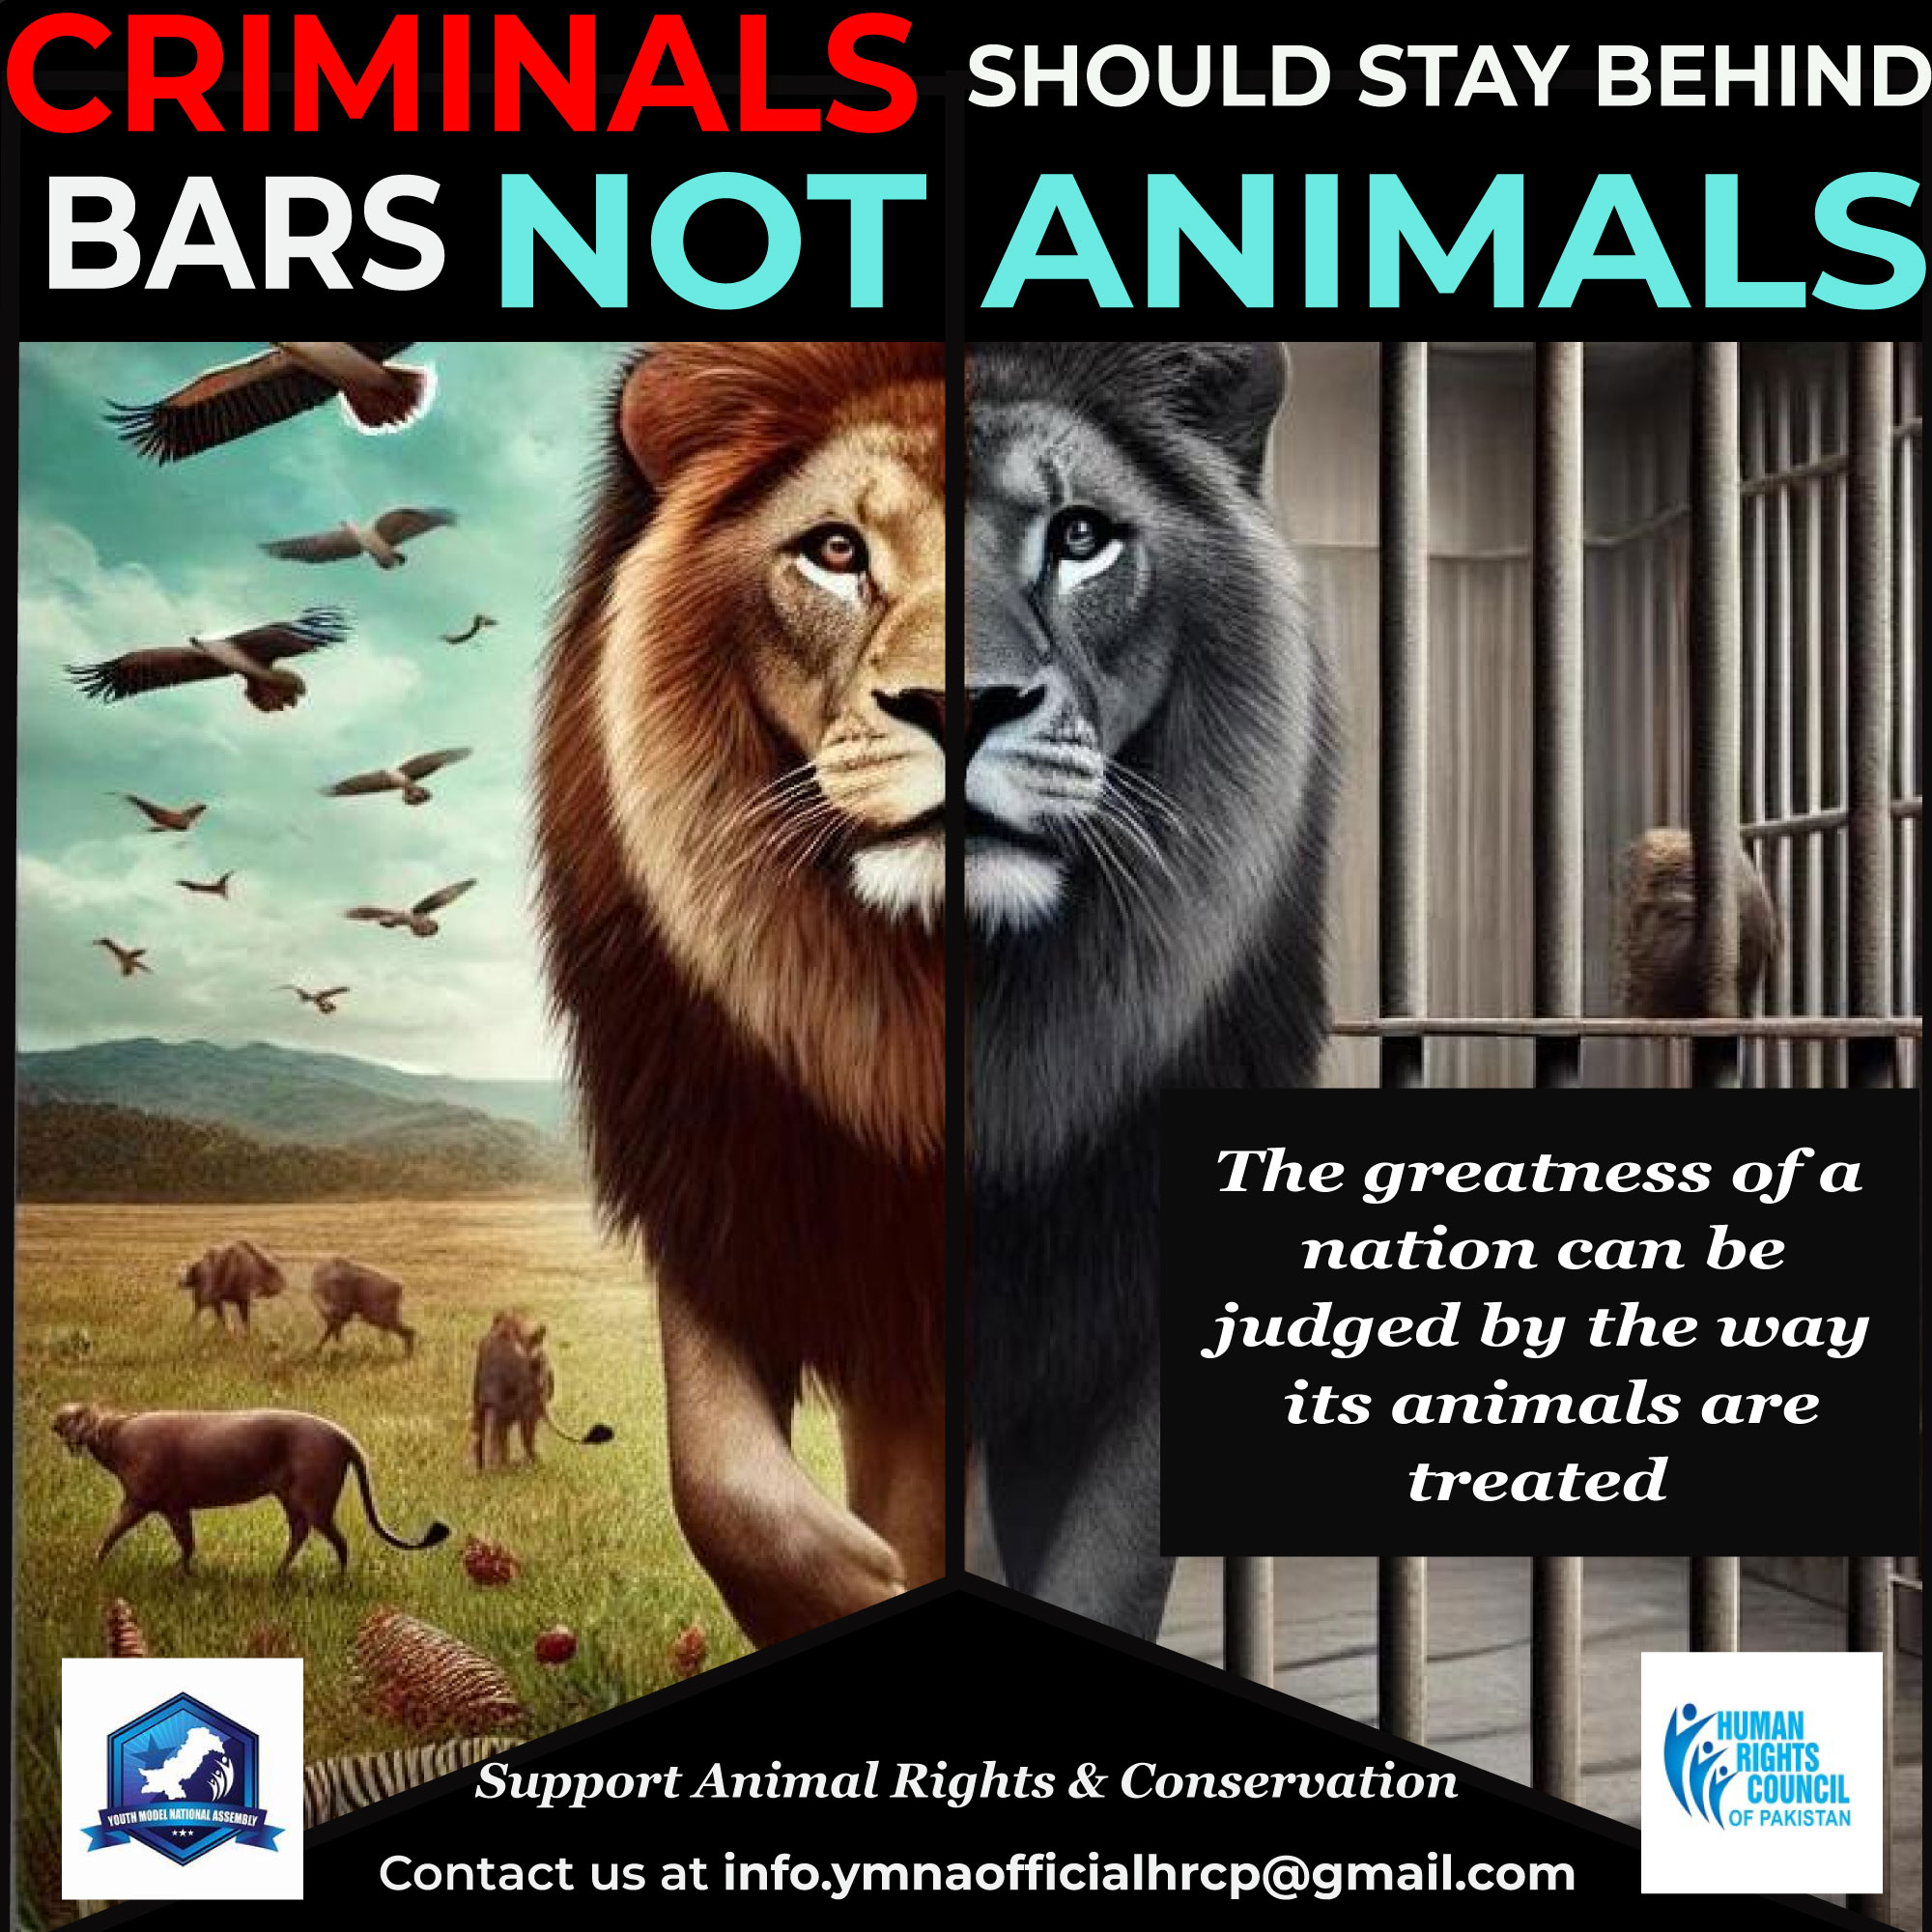 CRIMINALS SHOULD STAY BEHIND
BARS NOT ANIMALS
The greatness of a
nation can be
judged by the way
its animals are
treated
YOUTH MODEL NATIONAL ASSEMBLY
HUMAN
RIGHTS
COUNCIL
OF PAKISTAN
Support Animal Rights & Conservation
Contact us at info.ymnaofficialhrcp@gmail.com